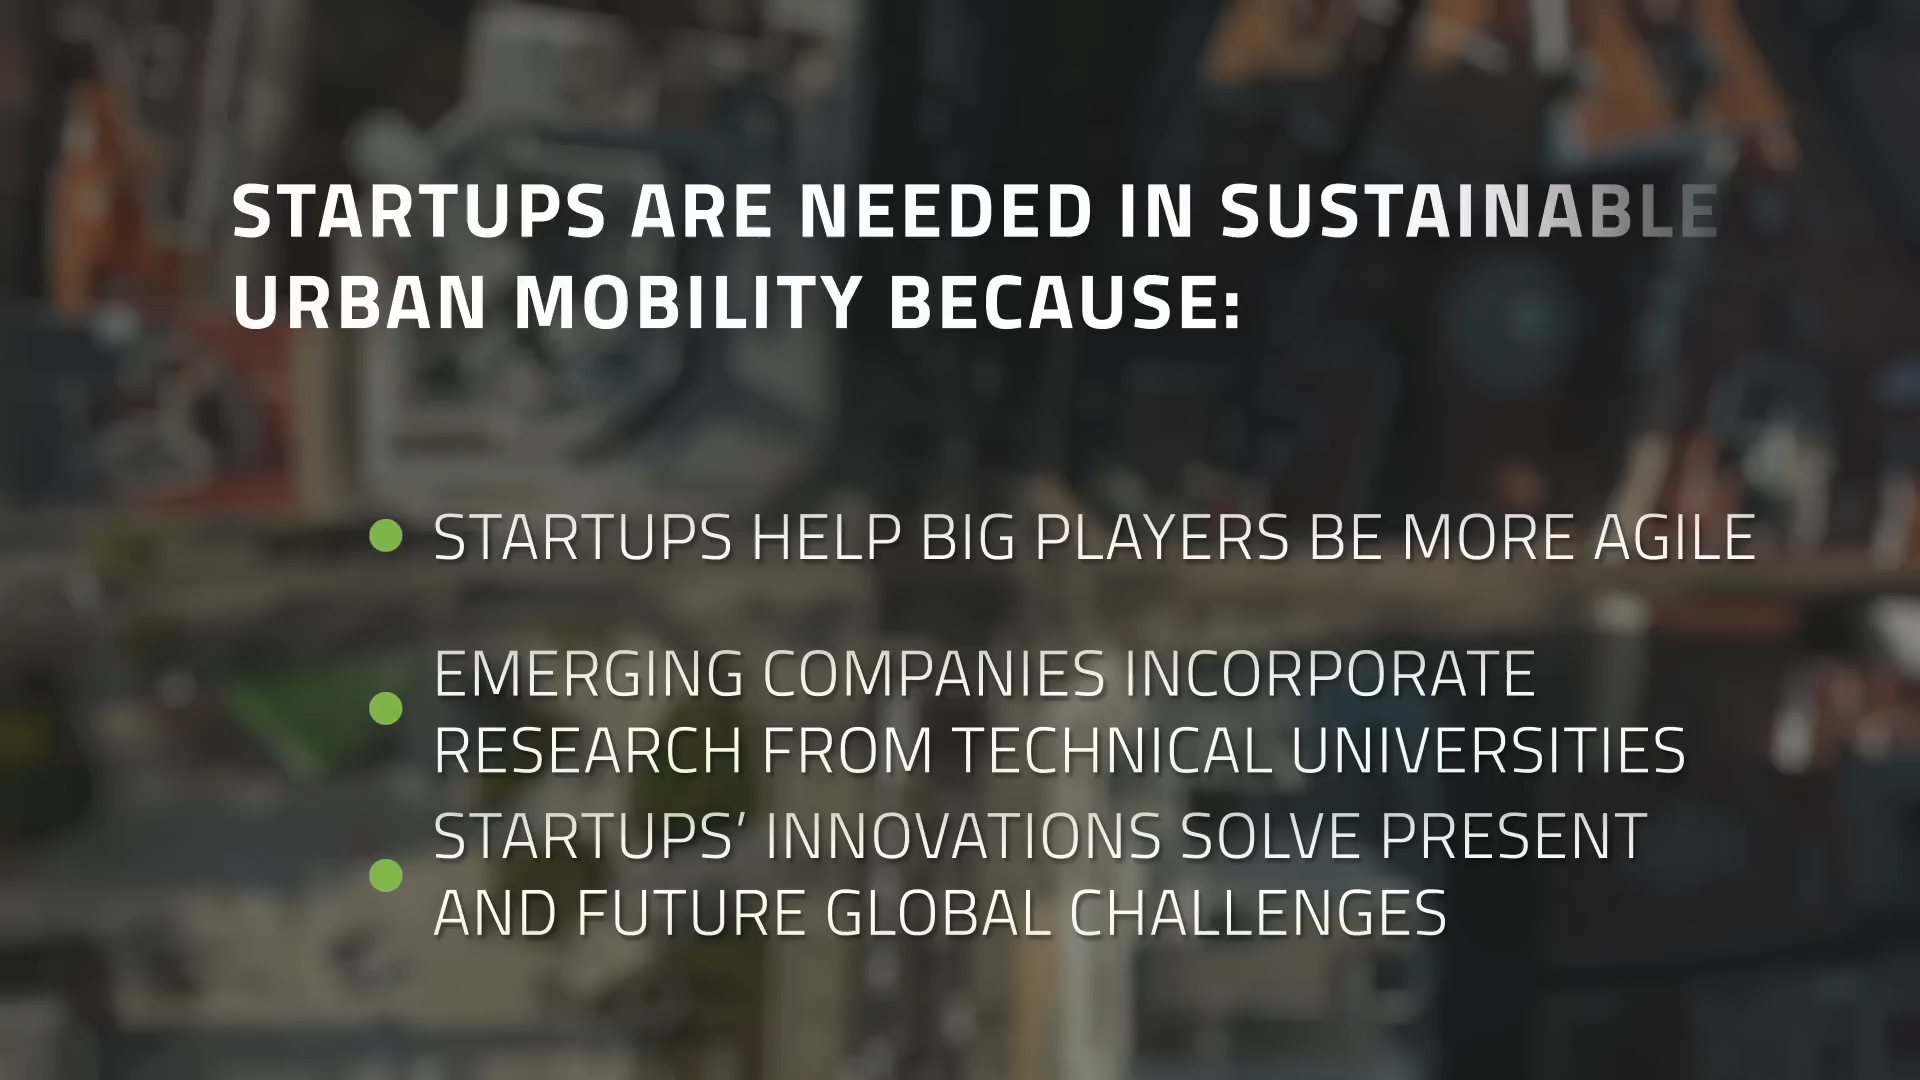 STARTUPS ARE NEEDED IN SUSTAINABLE
URBAN MOBILITY BECAUSE:
STARTUPS HELP BIG PLAYERS BE MORE AGILE
EMERGING COMPANIES INCORPORATE
RESEARCH FROM TECHNICAL UNIVERSITIES
STARTUPS’ INNOVATIONS SOLVE PRESENT
AND FUTURE GLOBAL CHALLENGES